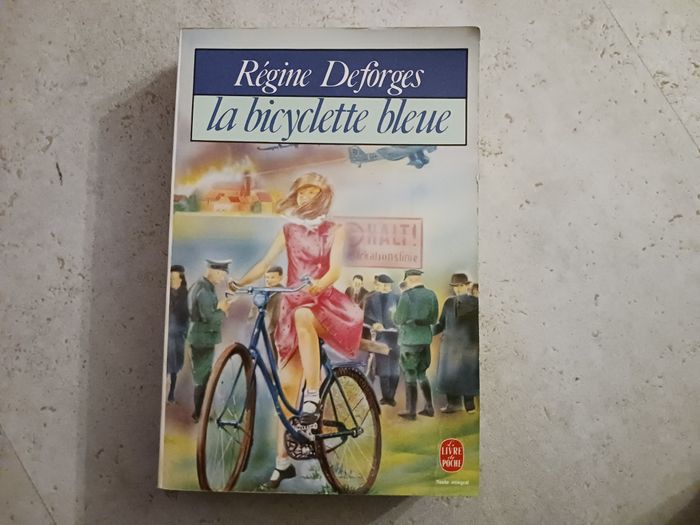 Régine Deforges
la bicyclette bleue
HALT!
Le
LIVRE
de
POCHE
Texte intégral